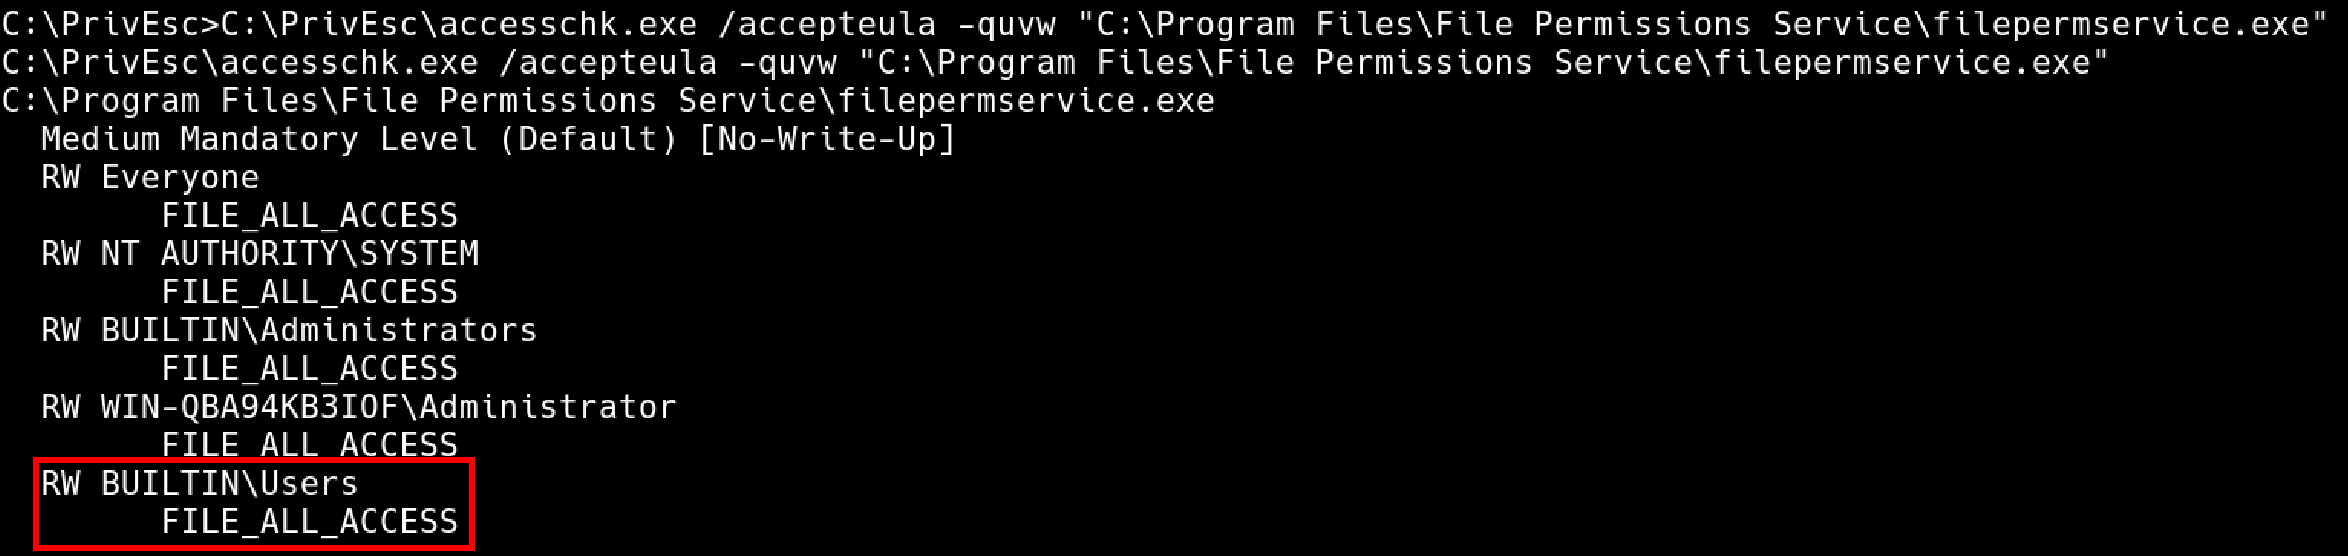 C:\PrivEsc>C:\PrivEsc\accesschk.exe /accepteula -quvw "C:\Program Files\File Permissions Service\filepermservice.exe"
C:\PrivEsc\accesschk.exe /accepteula -quvw "C:\Program Files\File Permissions Service\filepermservice.exe"
C:\Program Files\File Permissions Service\filepermservice.exe
  Medium Mandatory Level (Default) [No-Write-Up]
  RW Everyone
        FILE_ALL_ACCESS
  RW NT AUTHORITY\SYSTEM
        FILE_ALL_ACCESS
  RW BUILTIN\Administrators
        FILE_ALL_ACCESS
  RW WIN-QBA94KB3IOF\Administrator
        FILE_ALL_ACCESS
  RW BUILTIN\Users
        FILE_ALL_ACCESS